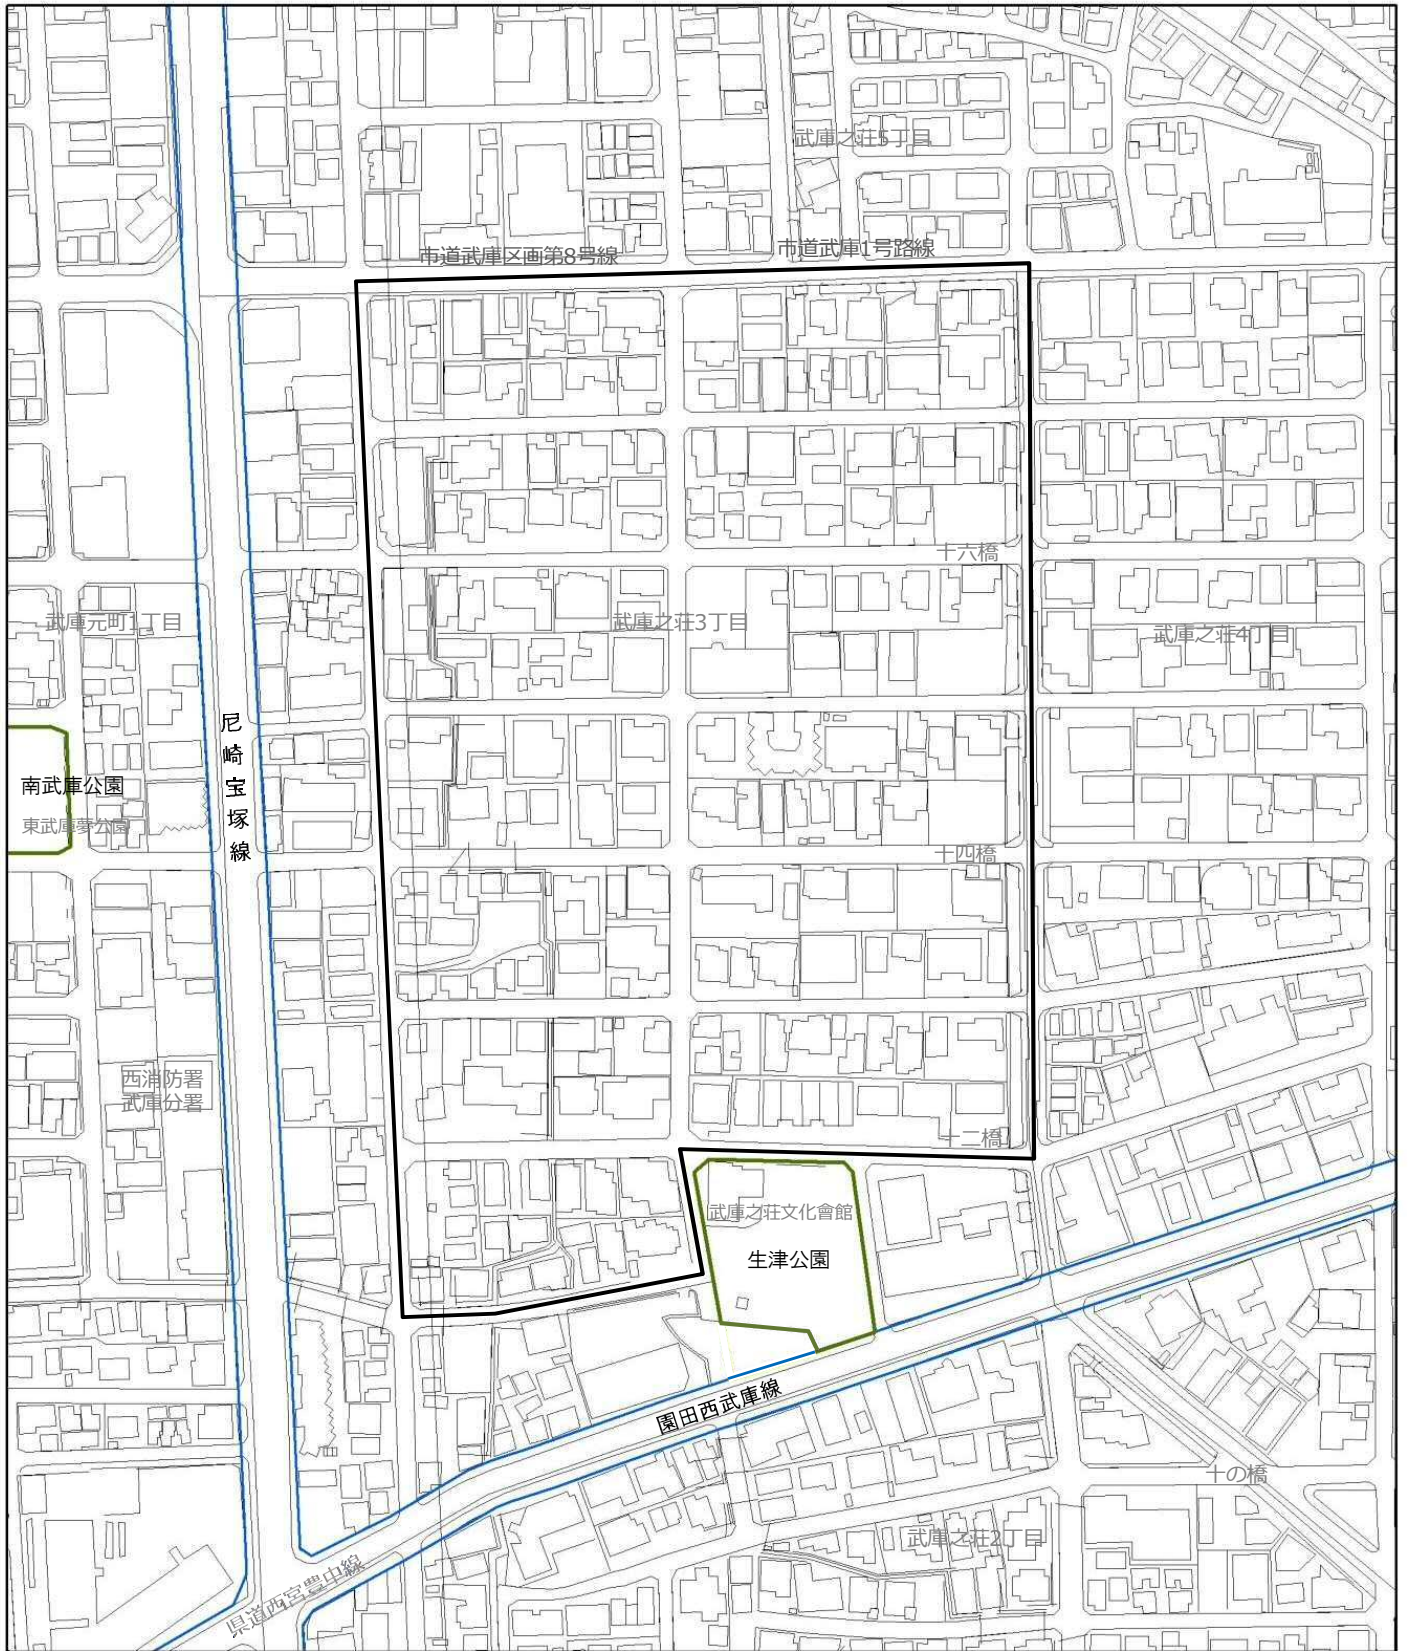 武庫之荘5丁目
市道武庫区画第8号線
市道武庫1号路線
十六橋
武庫元町1丁目
武庫之荘3丁目
武庫之荘4丁目
尼崎宝塚線
南武庫公園
東武庫夢公園
十四橋
西消防署
武庫分署
十二橋
武庫之荘文化會館
生津公園
園田西武庫線
十の橋
武庫之荘2丁目
県道西宮豊中線